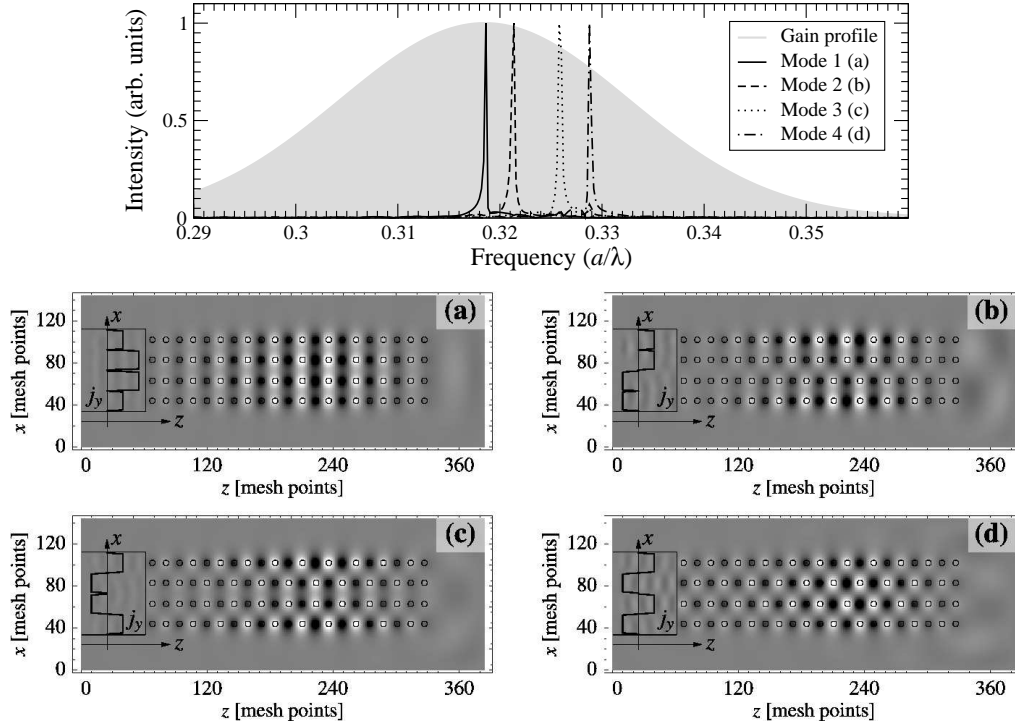 Intensity (arb. units)
1
0.5
0
Gain profile
Mode 1 (a)
Mode 2 (b)
Mode 3 (c)
Mode 4 (d)
0.29 0.3 0.31 0.32 0.33 0.34 0.35
Frequency (a/λ)
(a)
x [mesh points]
120
80
40
0
x
j_y
z
0 120 240 360
z [mesh points]
(b)
x [mesh points]
120
80
40
0
x
j_y
z
0 120 240 360
z [mesh points]
(c)
x [mesh points]
120
80
40
0
x
j_y
z
0 120 240 360
z [mesh points]
(d)
x [mesh points]
120
80
40
0
x
j_y
z
0 120 240 360
z [mesh points]